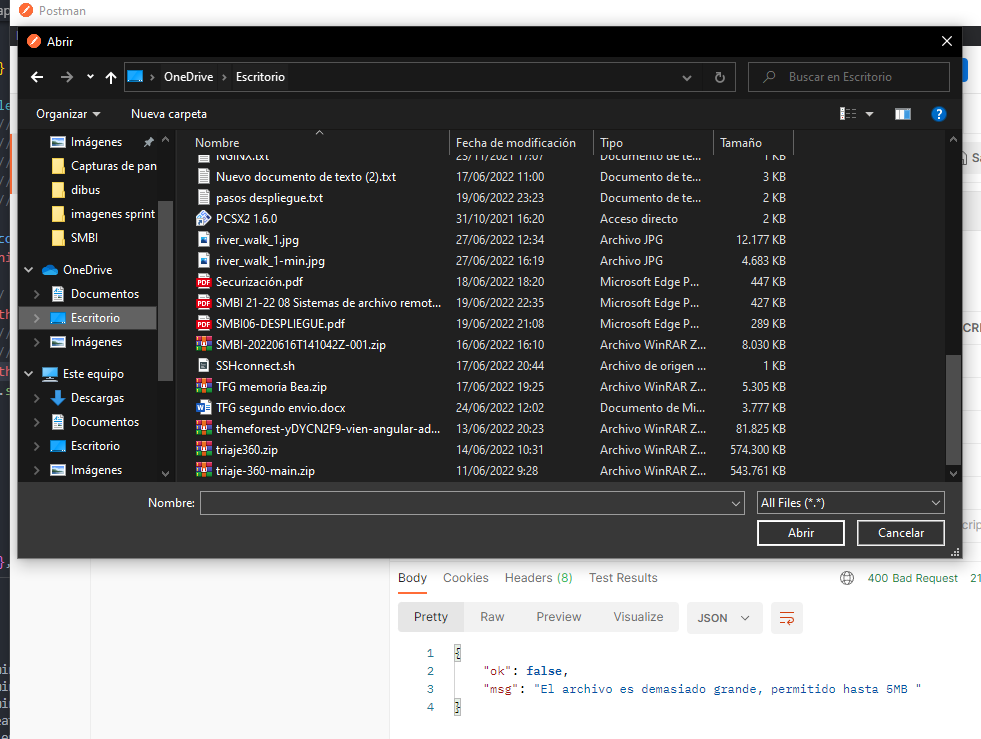 Postman
Abrir
OneDrive
Escritorio
Buscar en Escritorio
Organizar
Nueva carpeta
Imágenes
Capturas de pan
dibus
imagenes sprint
SMBI
OneDrive
Documentos
Escritorio
Imágenes
Este equipo
Descargas
Documentos
Escritorio
Imágenes
Nombre Fecha de modificación Tipo Tamaño
NGINX.txt 23/11/2021 17:07 Documento de te... 1 KB
Nuevo documento de texto (2).txt 17/06/2022 11:00 Documento de te... 3 KB
pasos despliegue.txt 19/06/2022 23:23 Documento de te... 2 KB
PCSX2 1.6.0 31/10/2021 16:20 Acceso directo 2 KB
river_walk_1.jpg 27/06/2022 12:34 Archivo JPG 12.177 KB
river_walk_1-min.jpg 27/06/2022 16:19 Archivo JPG 4.683 KB
Securización.pdf 18/06/2022 18:20 Microsoft Edge P... 447 KB
SMBI 21-22 08 Sistemas de archivo remot... 19/06/2022 22:35 Microsoft Edge P... 427 KB
SMBI06-DESPLIEGUE.pdf 19/06/2022 21:08 Microsoft Edge P... 289 KB
SMBI-20220616T141042Z-001.zip 16/06/2022 16:10 Archivo WinRAR Z... 8.030 KB
SSHconnect.sh 17/06/2022 20:44 Archivo de origen ... 1 KB
TFG memoria Bea.zip 17/06/2022 19:25 Archivo WinRAR Z... 5.305 KB
TFG segundo envio.docx 24/06/2022 12:02 Documento de Mi... 3.777 KB
themeforest-yDYCN2F9-vien-angular-ad... 13/06/2022 20:23 Archivo WinRAR Z... 81.825 KB
triaje360.zip 14/06/2022 10:31 Archivo WinRAR Z... 574.300 KB
triaje-360-main.zip 11/06/2022 9:28 Archivo WinRAR Z... 543.761 KB
Nombre:
All Files (*.*)
Abrir
Cancelar
Body Cookies Headers (8) Test Results
400 Bad Request 21
Pretty Raw Preview Visualize JSON
1 {
2 "ok": false,
3 "msg": "El archivo es demasiado grande, permitido hasta 5MB "
4 }